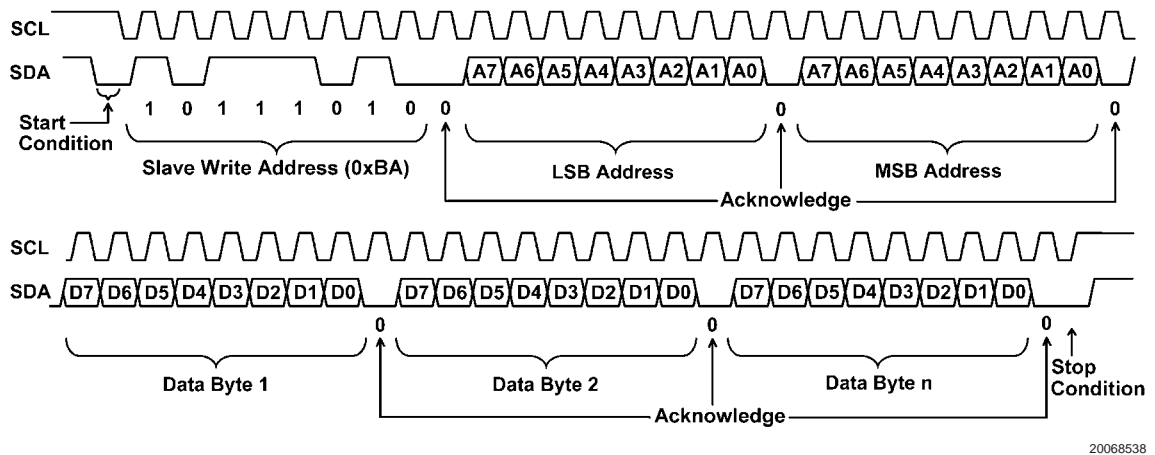 SCL
SDA A7 A6 A5 A4 A3 A2 A1 A0 A7 A6 A5 A4 A3 A2 A1 A0
1 0 1 1 1 0 1 0 0 0 0
Start
Condition
Slave Write Address (0xBA)
LSB Address
MSB Address
Acknowledge
SCL
SDA D7 D6 D5 D4 D3 D2 D1 D0 D7 D6 D5 D4 D3 D2 D1 D0 D7 D6 D5 D4 D3 D2 D1 D0
0 0 0
Data Byte 1
Data Byte 2
Data Byte n
Stop
Condition
Acknowledge
20068538